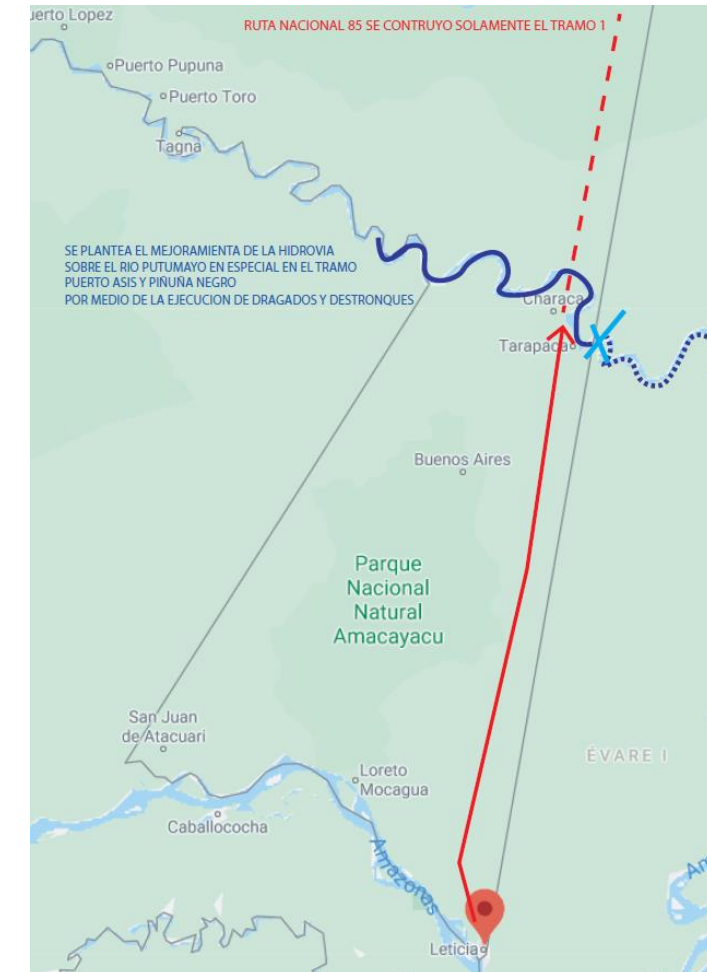 uerto Lopez
RUTA NACIONAL 85 SE CONTRUYO SOLAMENTE EL TRAMO 1
Puerto Pupuna
Puerto Toro
Tagna
SE PLANTEA EL MEJORAMIENTA DE LA HIDROVIA
SOBRE EL RIO PUTUMAYO EN ESPECIAL EN EL TRAMO
PUERTO ASIS Y PIÑUÑA NEGRO
POR MEDIO DE LA EJECUCION DE DRAGADOS Y DESTRONQUES
Characa
Tarapaca
Buenos Aires
Parque
Nacional
Natural
Amacayacu
San Juan
de Atacuari
ÉVARE I
Loreto
Mocagua
Caballococha
Amazonas
Am
Leticia